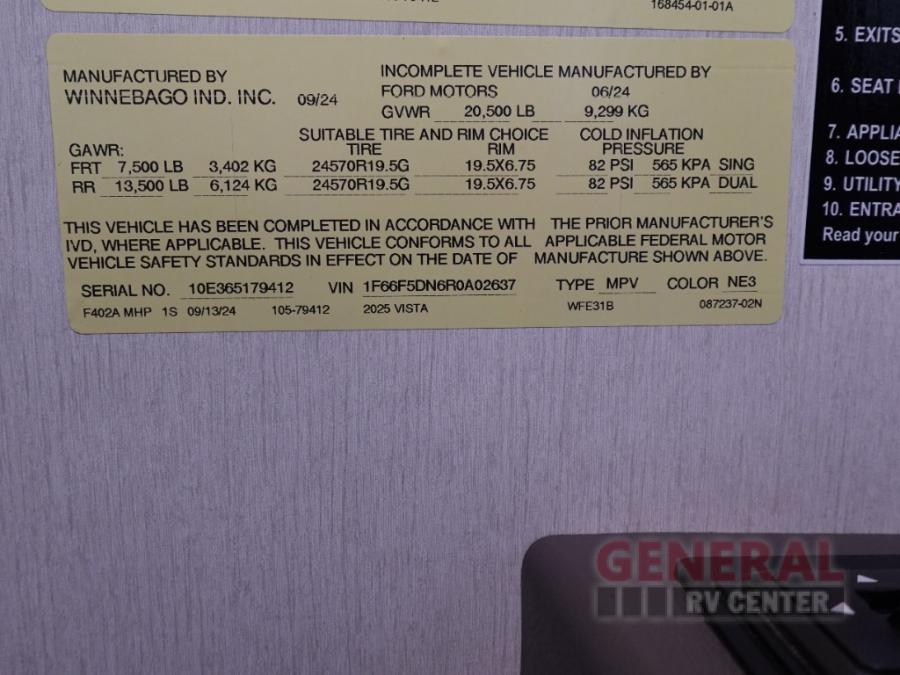 168454-01-01A
MANUFACTURED BY
WINNEBAGO IND. INC. 09/24
INCOMPLETE VEHICLE MANUFACTURED BY
FORD MOTORS 06/24
GVWR 20,500 LB 9,299 KG
SUITABLE TIRE AND RIM CHOICE COLD INFLATION
GAWR: TIRE RIM PRESSURE
FRT 7,500 LB 3,402 KG 24570R19.5G 19.5X6.75 82 PSI 565 KPA SING
RR 13,500 LB 6,124 KG 24570R19.5G 19.5X6.75 82 PSI 565 KPA DUAL
THIS VEHICLE HAS BEEN COMPLETED IN ACCORDANCE WITH THE PRIOR MANUFACTURER'S
IVD, WHERE APPLICABLE. THIS VEHICLE CONFORMS TO ALL APPLICABLE FEDERAL MOTOR
VEHICLE SAFETY STANDARDS IN EFFECT ON THE DATE OF MANUFACTURE SHOWN ABOVE.
SERIAL NO. 10E365179412 VIN 1F66F5DN6R0A02637 TYPE MPV COLOR NE3
F402A MHP 1S 09/13/24 105-79412 2025 VISTA WFE31B 087237-02N
5. EXITS
6. SEAT
7. APPLIA
8. LOOSE
9. UTILITY
10. ENTRA
Read your
GENERAL
RV CENTER